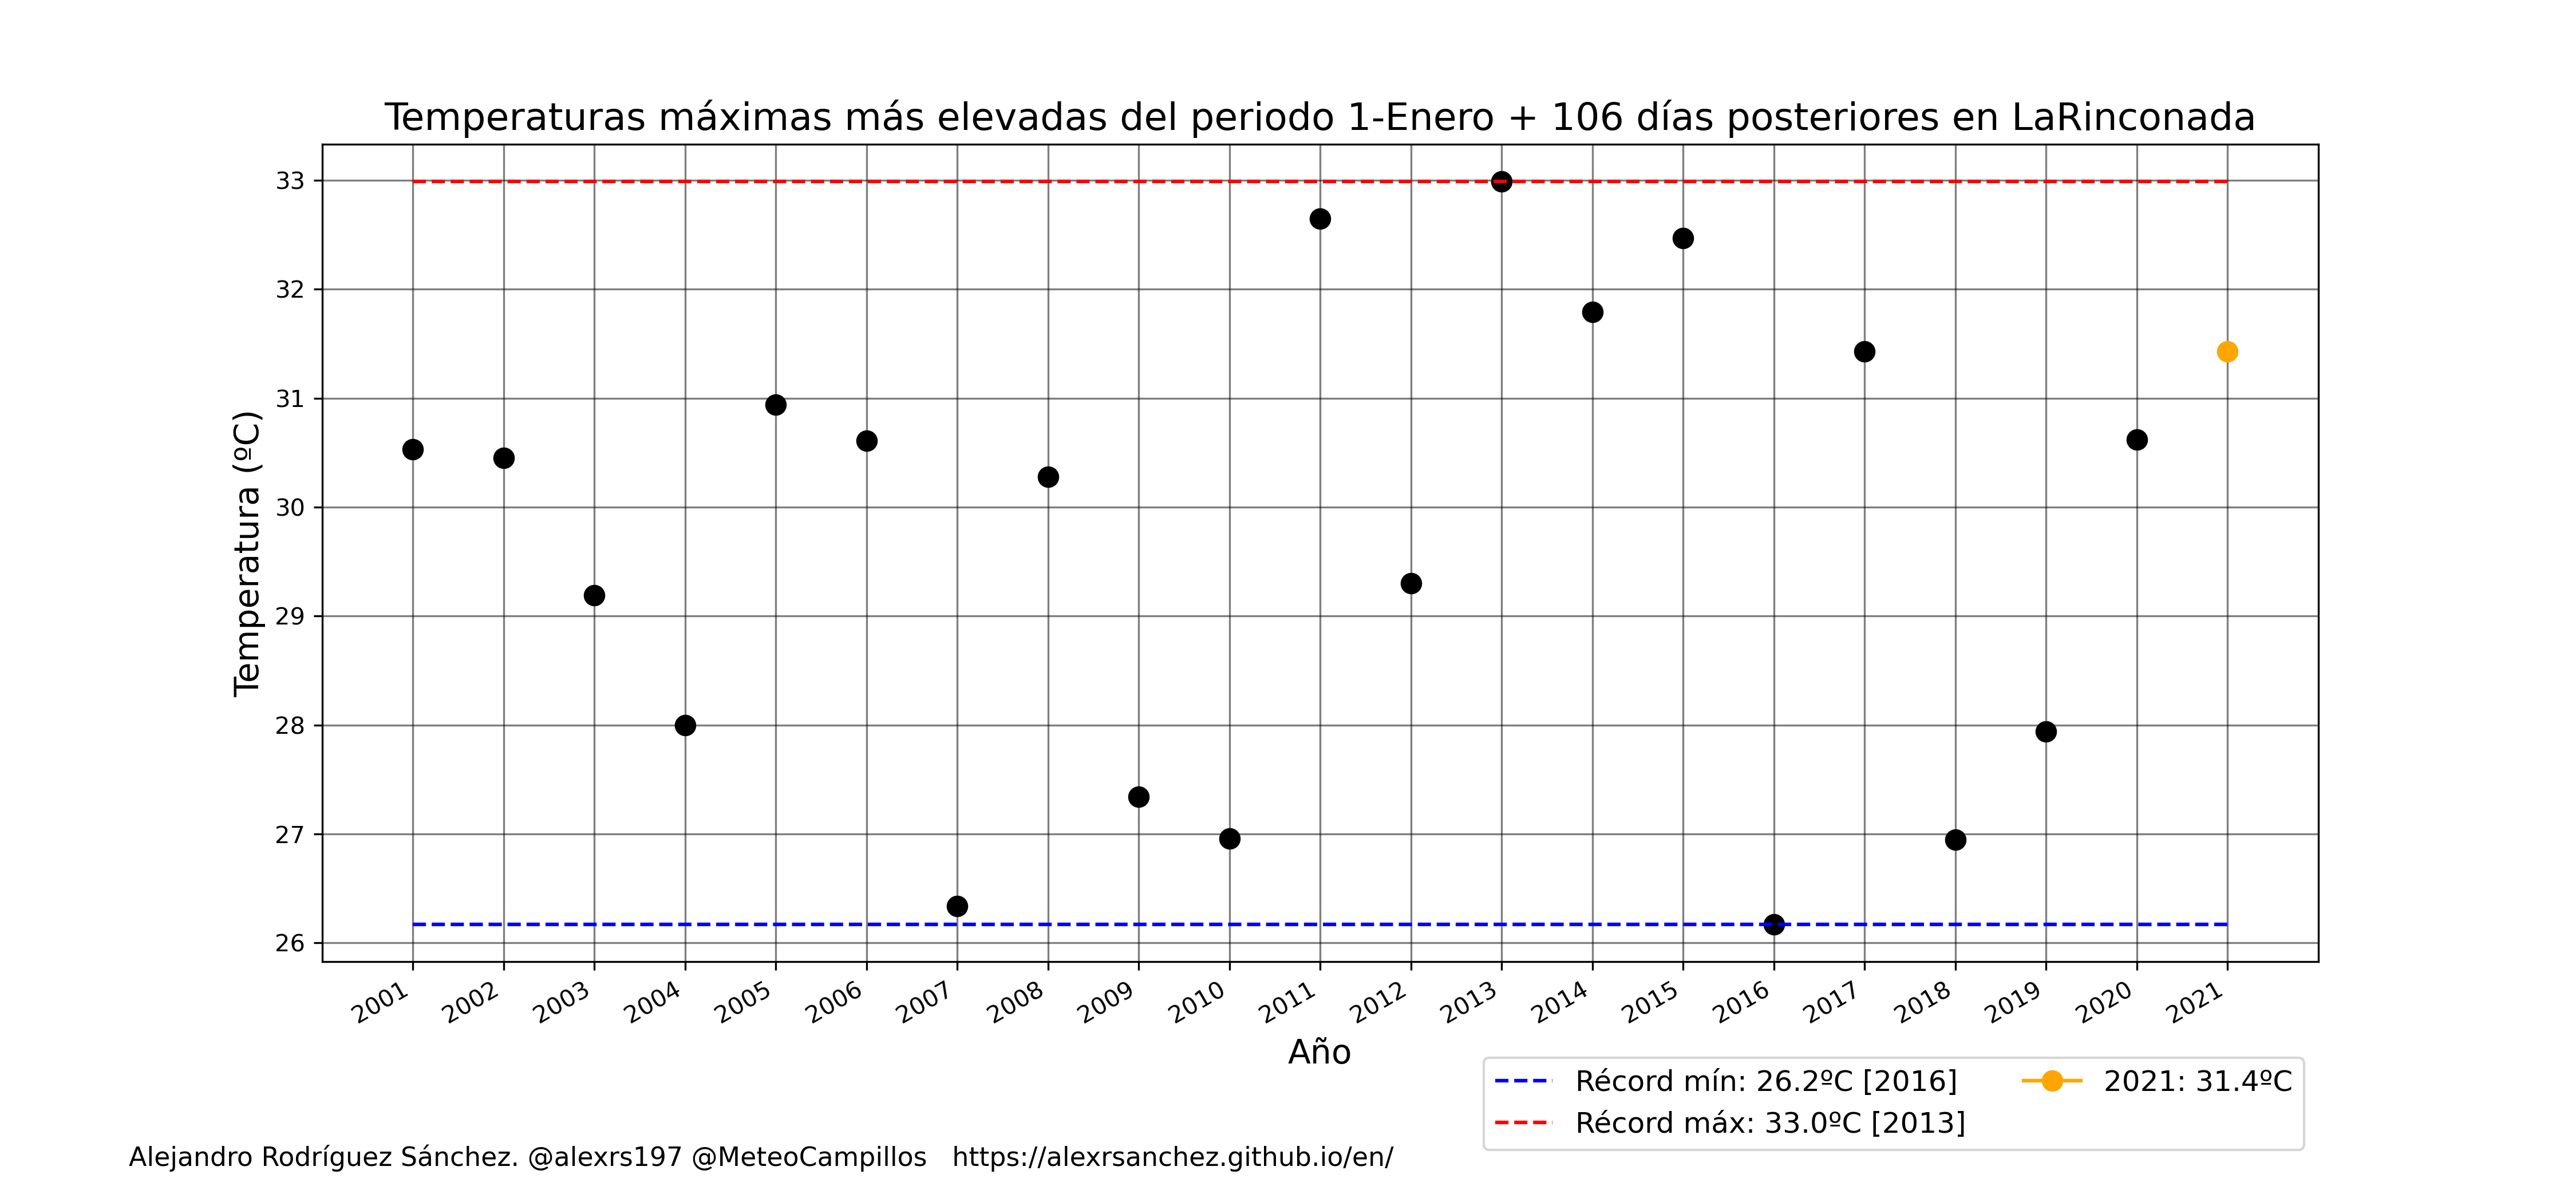 Temperaturas máximas más elevadas del periodo 1-Enero + 106 días posteriores en LaRinconada
Temperatura (ºC)
33
32
31
30
29
28
27
26
2001 2002 2003 2004 2005 2006 2007 2008 2009 2010 2011 2012 2013 2014 2015 2016 2017 2018 2019 2020 2021
Año
Récord mín: 26.2ºC [2016]
Récord máx: 33.0ºC [2013]
2021: 31.4ºC
Alejandro Rodríguez Sánchez. @alexrs197 @MeteoCampillos https://alexrsanchez.github.io/en/